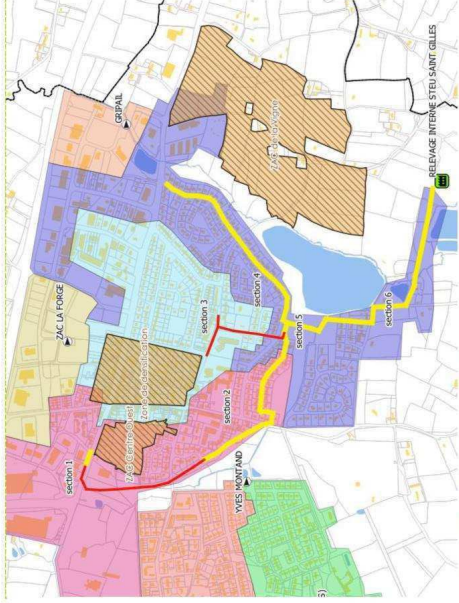 GRIPAIL
ZAC LA FORGE
ZAC de la Vigne
RELEVAGE INTERNE STEU SAINT GILLES
section 3
section 4
Zone de densification
ZAC Centre Ouest
section 5
section 6
section 2
section 1
YVES MONTAND
S)